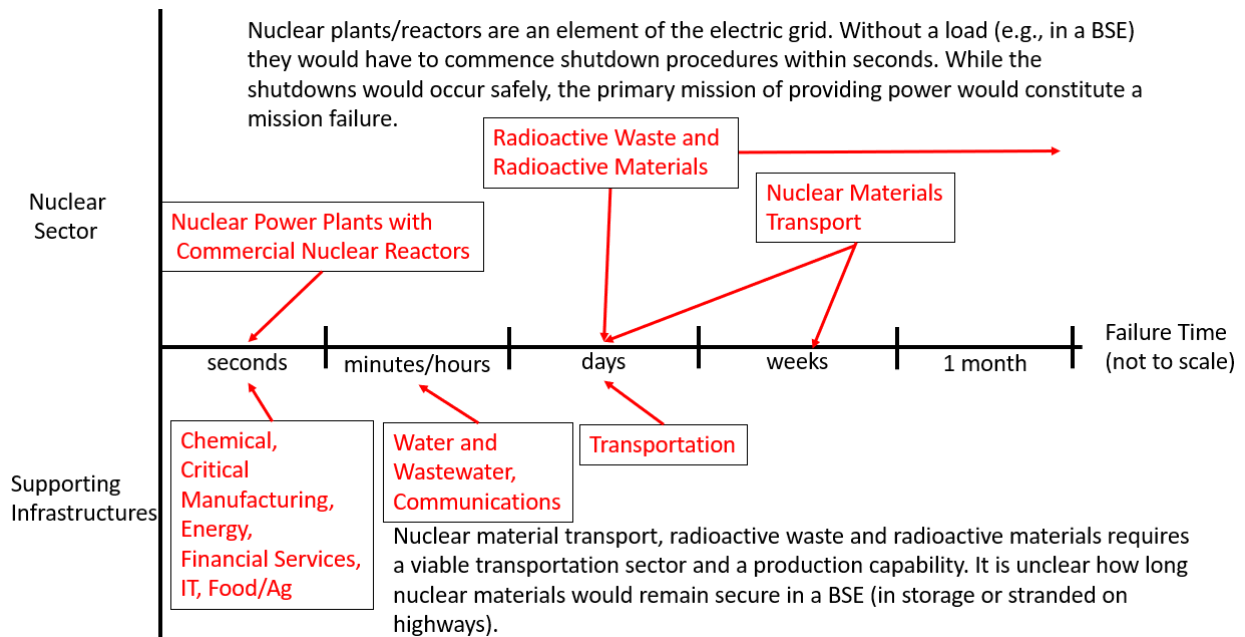 Nuclear plants/reactors are an element of the electric grid. Without a load (e.g., in a BSE)
they would have to commence shutdown procedures within seconds. While the
shutdowns would occur safely, the primary mission of providing power would constitute a
mission failure.
Radioactive Waste and
Radioactive Materials
Nuclear
Sector
Nuclear Materials
Transport
Nuclear Power Plants with
Commercial Nuclear Reactors
Failure Time
(not to scale)
seconds
minutes/hours
days
weeks
1 month
Supporting
Infrastructures
Chemical,
Critical
Manufacturing,
Energy,
Financial Services,
IT, Food/Ag
Water and
Wastewater,
Communications
Transportation
Nuclear material transport, radioactive waste and radioactive materials requires
a viable transportation sector and a production capability. It is unclear how long
nuclear materials would remain secure in a BSE (in storage or stranded on
highways).